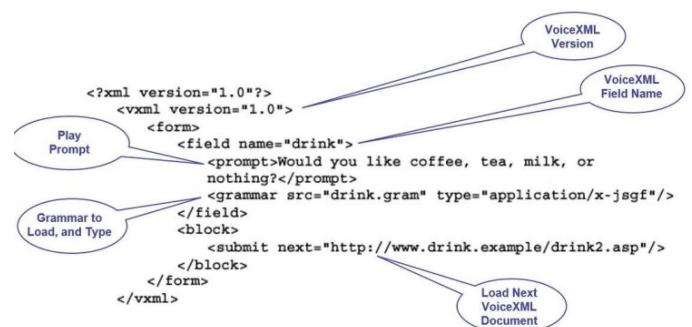 VoiceXML
Version
<?xml version="1.0"?>
<vxml version="1.0">
VoiceXML
Field Name
<form>
<field name="drink">
Play
Prompt
<prompt>Would you like coffee, tea, milk, or
nothing?</prompt>
<grammar src="drink.gram" type="application/x-jsgf"/>
Grammar to
Load, and Type
</field>
<block>
<submit next="http://www.drink.example/drink2.asp"/>
</block>
</form>
</vxml>
Load Next
VoiceXML
Document